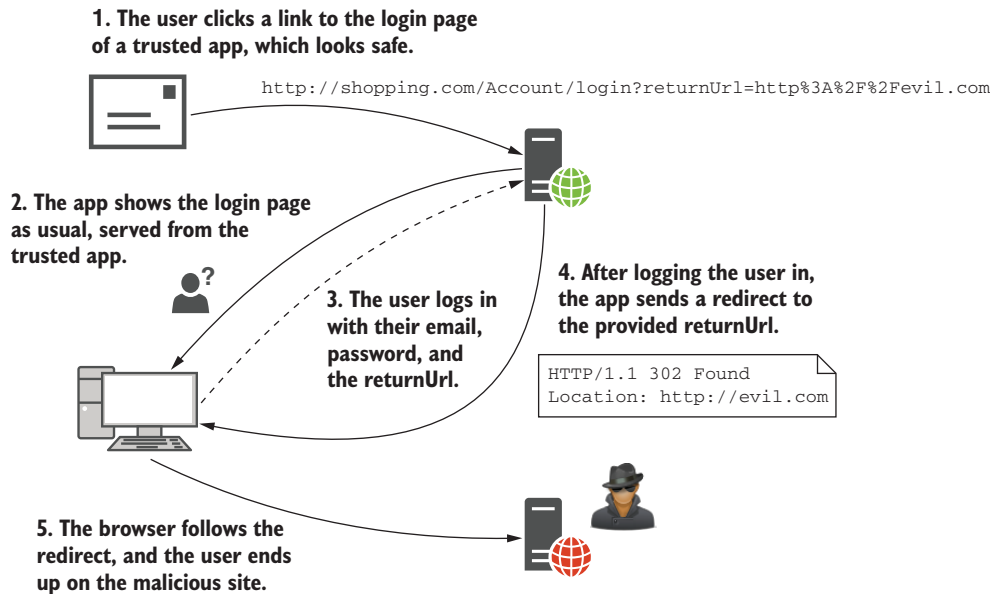 1. The user clicks a link to the login page
of a trusted app, which looks safe.
http://shopping.com/Account/login?returnUrl=http%3A%2F%2Fevil.com
2. The app shows the login page
as usual, served from the
trusted app.
?
3. The user logs in
with their email,
password, and
the returnUrl.
4. After logging the user in,
the app sends a redirect to
the provided returnUrl.
HTTP/1.1 302 Found
Location: http://evil.com
5. The browser follows the
redirect, and the user ends
up on the malicious site.